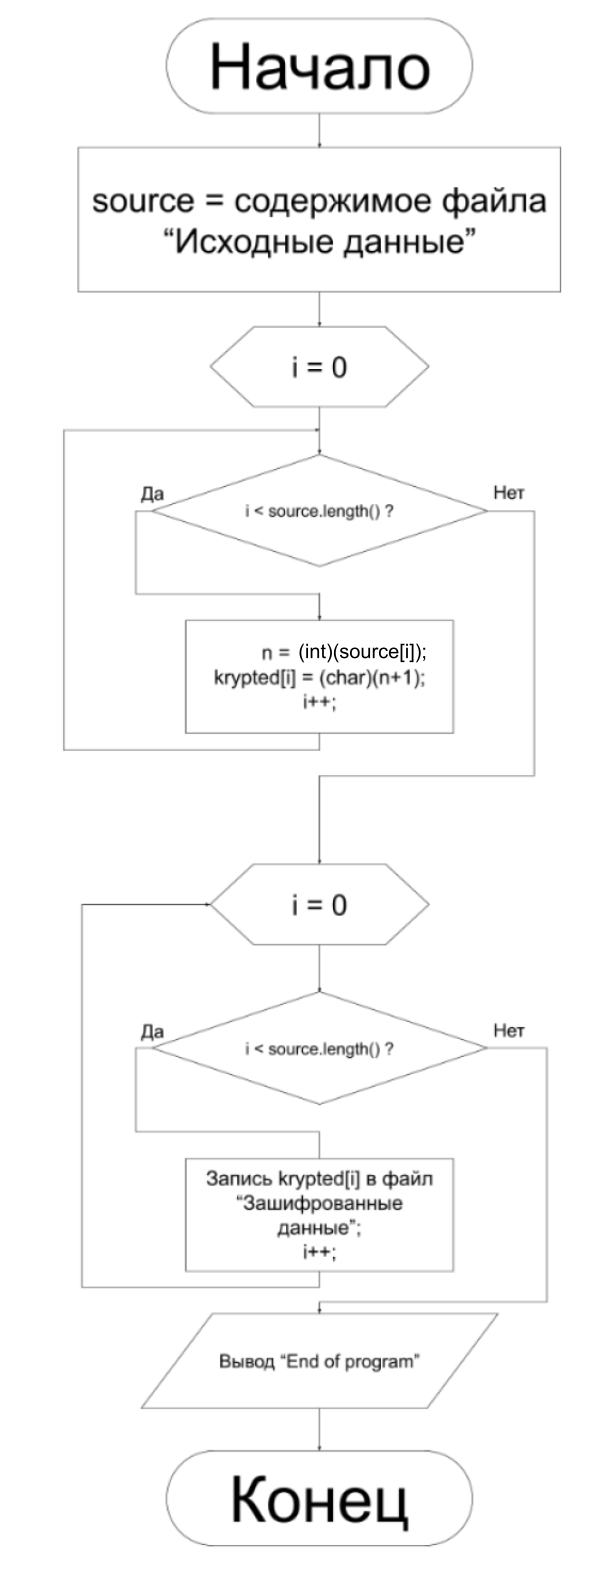 Начало
source = содержимое файла
“Исходные данные”
i = 0
i < source.length() ?
Да
Нет
n = (int)(source[i]);
krypted[i] = (char)(n+1);
i++;
i = 0
i < source.length() ?
Да
Нет
Запись krypted[i] в файл
“Зашифрованные
данные”;
i++;
Вывод “End of program”
Конец